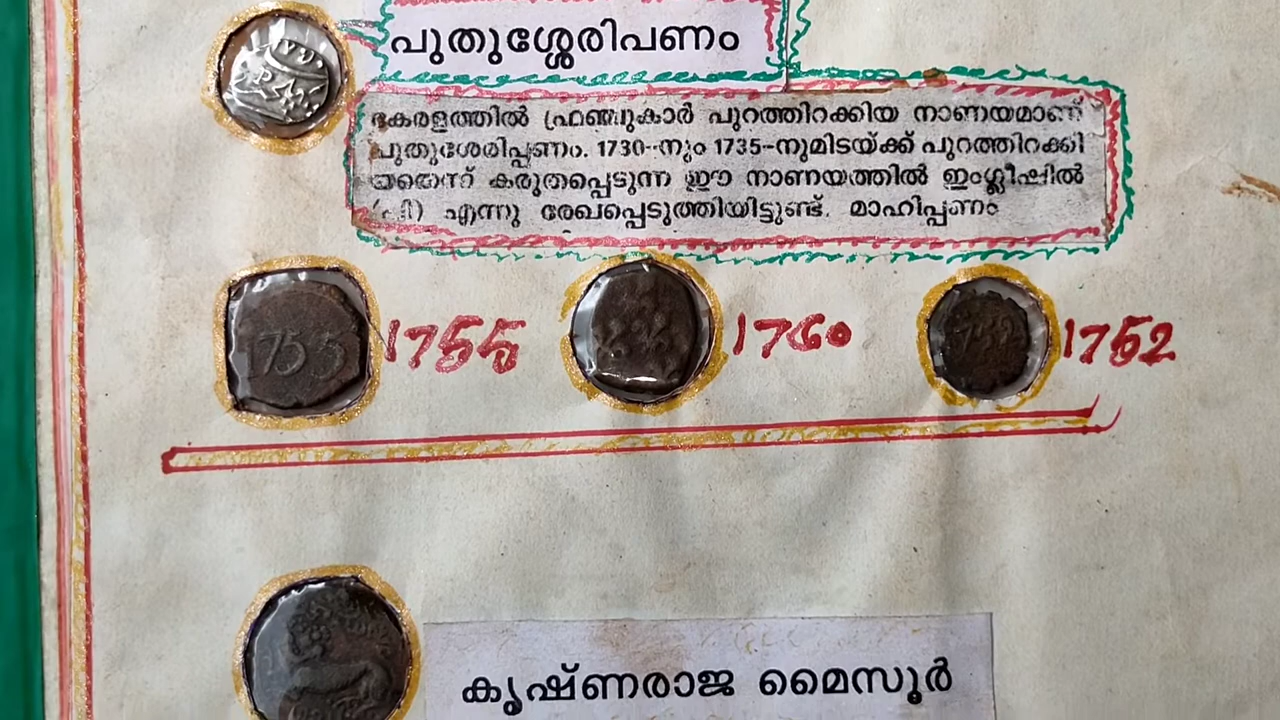 പുതുശ്ശേരിപണം
കേരളത്തിൽ ഫ്രഞ്ചുകാർ പുറത്തിറക്കിയ നാണയമാണ്
പുതുശേരിപ്പണം. 1730-നും 1735-നുമിടയ്ക്ക് പുറത്തിറക്കി
യതെന്ന് കരുതപ്പെടുന്ന ഈ നാണയത്തിൽ ഇംഗ്ലീഷിൽ
(പി) എന്നു രേഖപ്പെടുത്തിയിട്ടുണ്ട്. മാഹിപ്പണം
1755 1755 1760 752 1752
കൃഷ്ണരാജ മൈസൂർ